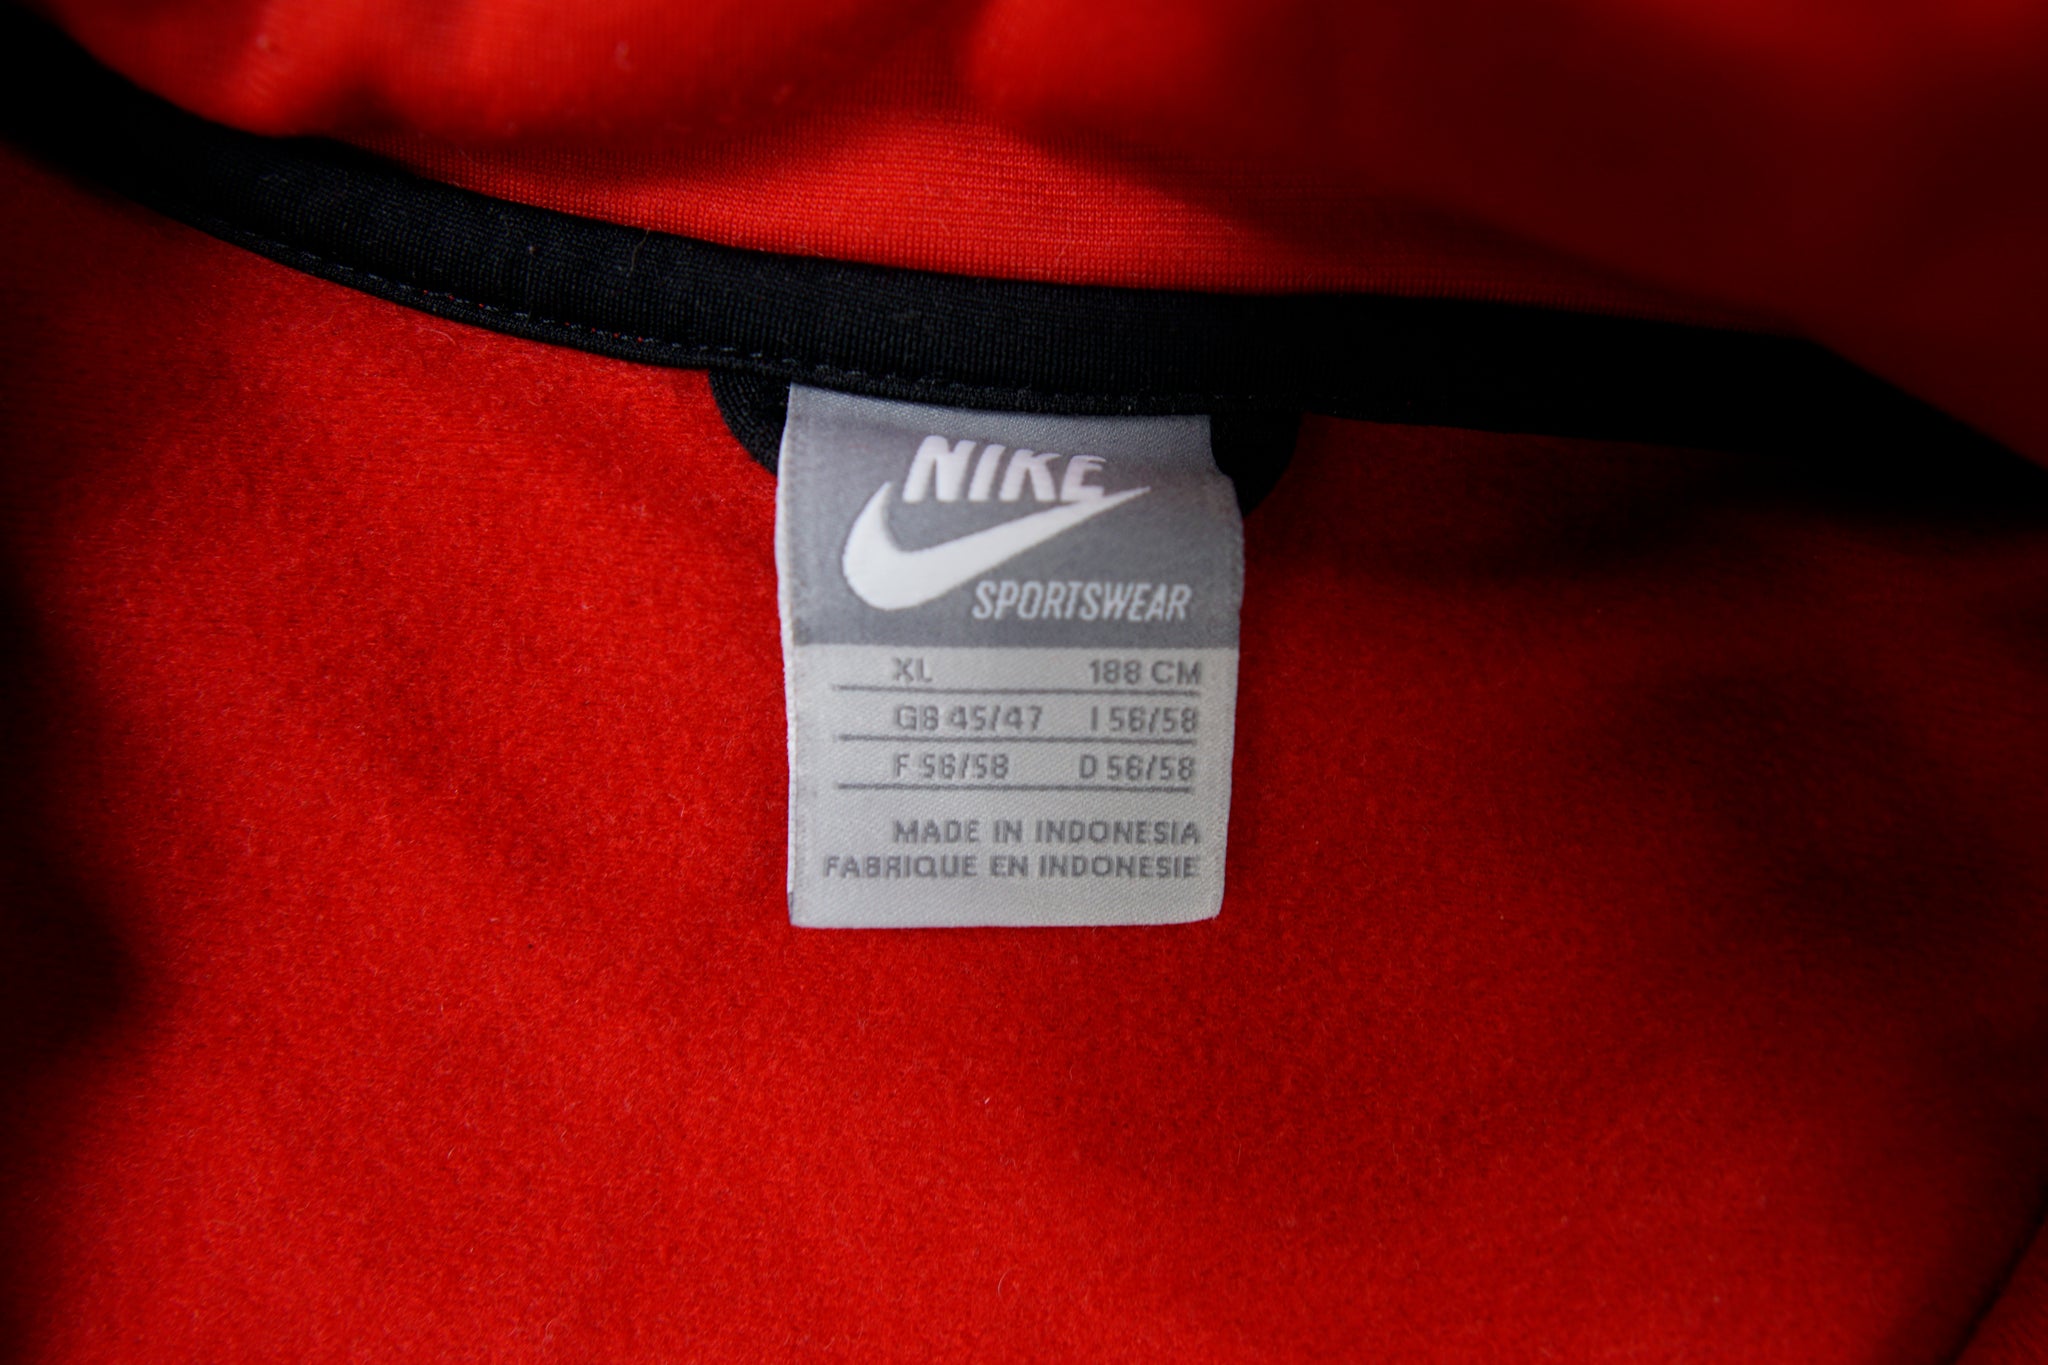 NIKE
SPORTSWEAR
XL 188 CM
GB 45/47 I 56/58
F 56/58 D 56/58
MADE IN INDONESIA
FABRIQUE EN INDONESIE